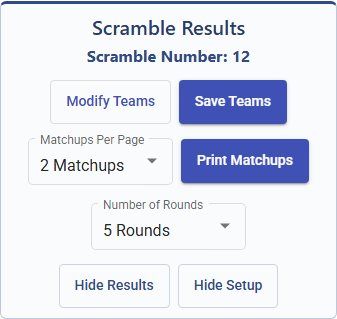 Scramble Results
Scramble Number: 12
Modify Teams Save Teams
Matchups Per Page
2 Matchups Print Matchups
Number of Rounds
5 Rounds
Hide Results Hide Setup